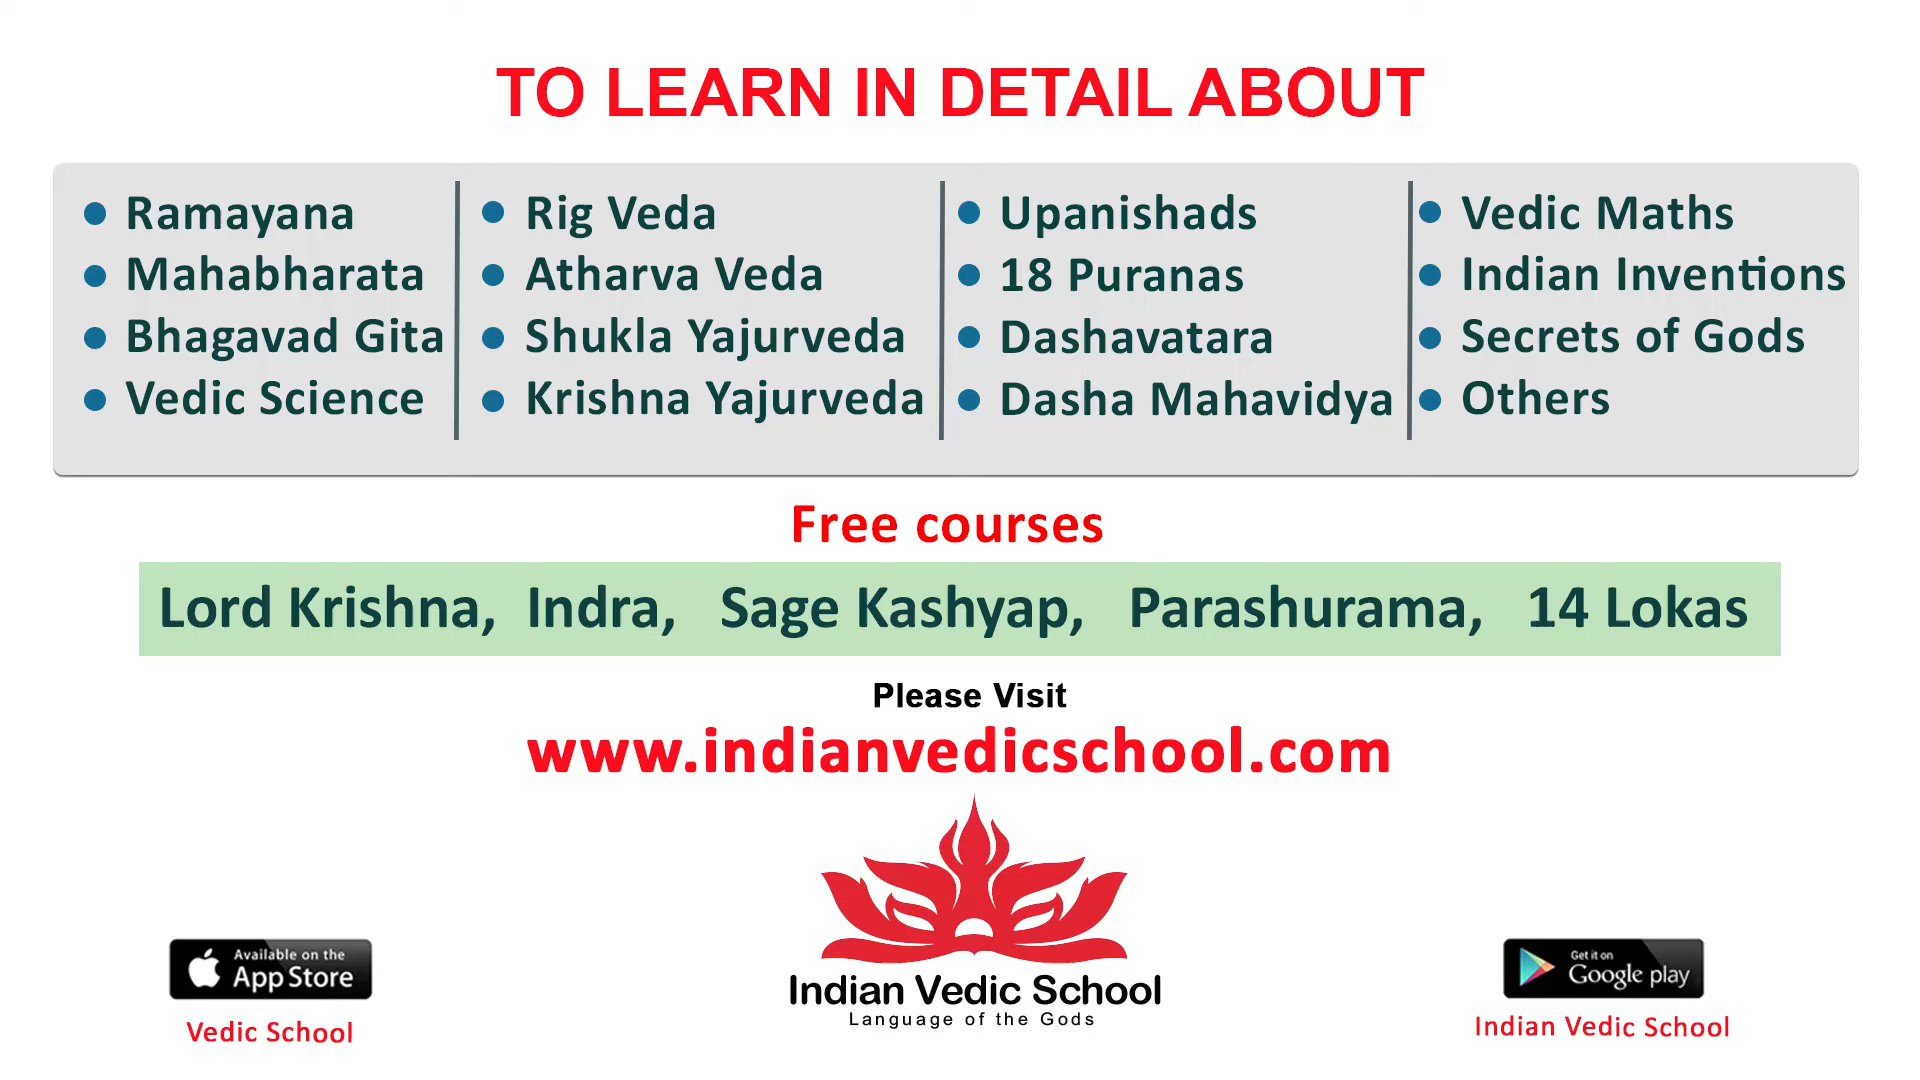 TO LEARN IN DETAIL ABOUT
Ramayana
Mahabharata
Bhagavad Gita
Vedic Science
Rig Veda
Atharva Veda
Shukla Yajurveda
Krishna Yajurveda
Upanishads
18 Puranas
Dashavatara
Dasha Mahavidya
Vedic Maths
Indian Inventions
Secrets of Gods
Others
Free courses
Lord Krishna, Indra, Sage Kashyap, Parashurama, 14 Lokas
Please Visit
www.indianvedicschool.com
Indian Vedic School
Language of the Gods
Available on the
App Store
Vedic School
Get it on
Google play
Indian Vedic School